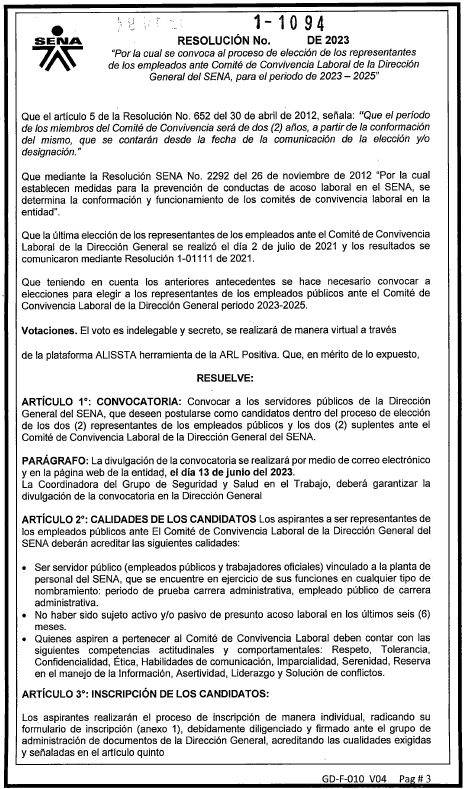 1-1094
SENA
RESOLUCIÓN No. DE 2023
"Por la cual se convoca al proceso de elección de los representantes
de los empleados ante Comité de Convivencia Laboral de la Dirección
General del SENA, para el periodo de 2023 – 2025"
Que el artículo 5 de la Resolución No. 652 del 30 de abril de 2012, señala: "Que el período
de los miembros del Comité de Convivencia será de dos (2) años, a partir de la conformación
del mismo, que se contarán desde la fecha de la comunicación de la elección y/o
designación."
Que mediante la Resolución SENA No. 2292 del 26 de noviembre de 2012 "Por la cual
establecen medidas para la prevención de conductas de acoso laboral en el SENA, se
determina la conformación y funcionamiento de los comités de convivencia laboral en la
entidad".
Que la última elección de los representantes de los empleados ante el Comité de Convivencia
Laboral de la Dirección General se realizó el día 2 de julio de 2021 y los resultados se
comunicaron mediante Resolución 1-01111 de 2021.
Que teniendo en cuenta los anteriores antecedentes se hace necesario convocar a
elecciones para elegir a los representantes de los empleados públicos ante el Comité de
Convivencia Laboral de la Dirección General periodo 2023-2025.
Votaciones. El voto es indelegable y secreto, se realizará de manera virtual a través
de la plataforma ALISSTA herramienta de la ARL Positiva. Que, en mérito de lo expuesto,
RESUELVE:
ARTÍCULO 1°: CONVOCATORIA: Convocar a los servidores públicos de la Dirección
General del SENA, que deseen postularse como candidatos dentro del proceso de elección
de los dos (2) representantes de los empleados públicos y los dos (2) suplentes ante el
Comité de Convivencia Laboral de la Dirección General del SENA.
PARÁGRAFO: La divulgación de la convocatoria se realizará por medio de correo electrónico
y en la página web de la entidad, el día 13 de junio del 2023.
La Coordinadora del Grupo de Seguridad y Salud en el Trabajo, deberá garantizar la
divulgación de la convocatoria en la Dirección General
ARTÍCULO 2°: CALIDADES DE LOS CANDIDATOS Los aspirantes a ser representantes de
los empleados públicos ante El Comité de Convivencia Laboral de la Dirección General del
SENA deberán acreditar las siguientes calidades:
• Ser servidor público (empleados públicos y trabajadores oficiales) vinculado a la planta de
personal del SENA, que se encuentre en ejercicio de sus funciones en cualquier tipo de
nombramiento: periodo de prueba carrera administrativa, empleado público de carrera
administrativa.
• No haber sido sujeto activo y/o pasivo de presunto acoso laboral en los últimos seis (6)
meses.
• Quienes aspiren a pertenecer al Comité de Convivencia Laboral deben contar con las
siguientes competencias actitudinales y comportamentales: Respeto, Tolerancia,
Confidencialidad, Ética, Habilidades de comunicación, Imparcialidad, Serenidad, Reserva
en el manejo de la Información, Asertividad, Liderazgo y Solución de conflictos.
ARTÍCULO 3°: INSCRIPCIÓN DE LOS CANDIDATOS:
Los aspirantes realizarán el proceso de inscripción de manera individual, radicando su
formulario de inscripción (anexo 1), debidamente diligenciado y firmado ante el grupo de
administración de documentos de la Dirección General, acreditando las cualidades exigidas
y señaladas en el artículo quinto
GD-F-010 V04 Pag # 3